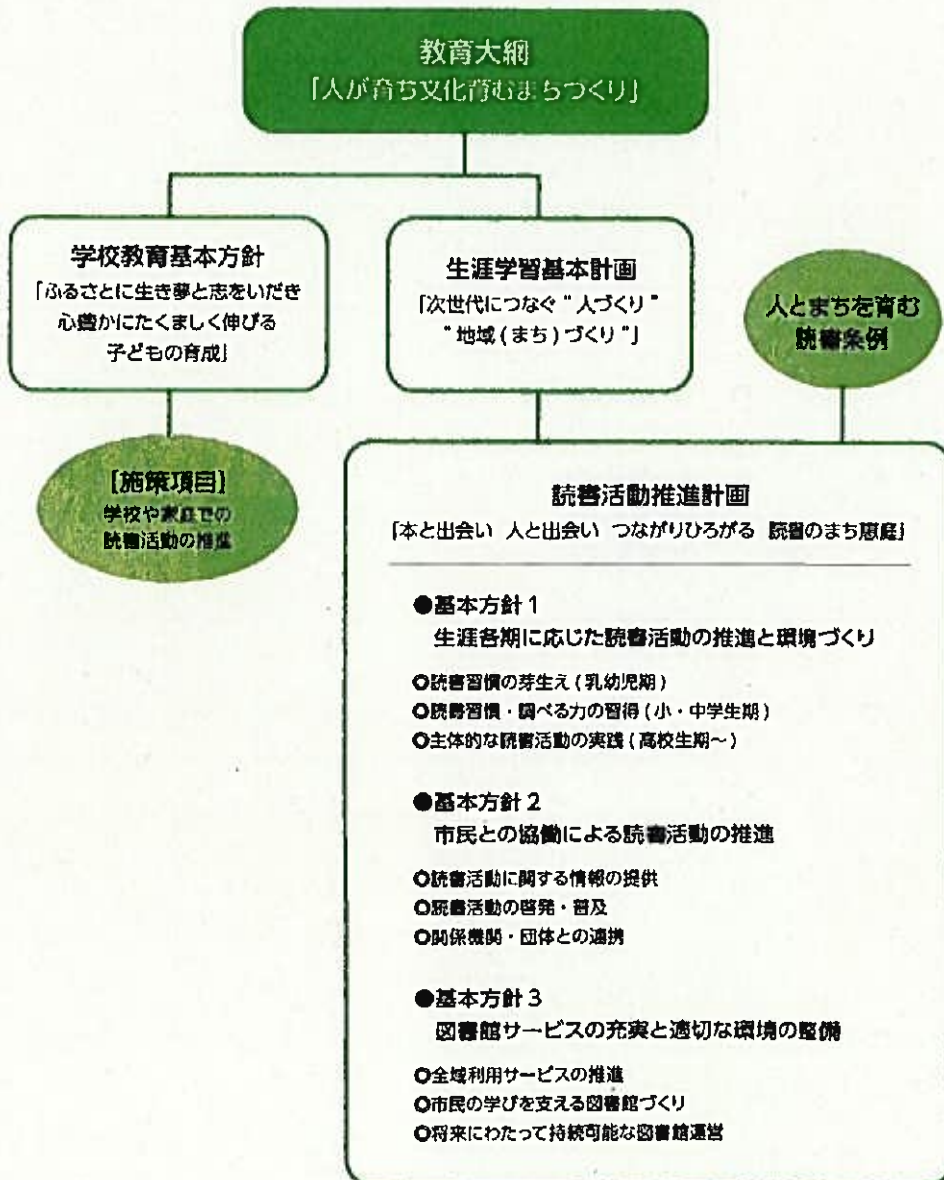 教育大綱
「人が育ち文化育むまちづくり」
学校教育基本方針
「ふるさとに生き夢と志をいだき
心豊かにたくましく伸びる
子どもの育成」
生涯学習基本計画
「次世代につなぐ“人づくり”
“地域(まち)づくり”」
人とまちを育む
読書条例
[施策項目]
学校や家庭での
読書活動の推進
読書活動推進計画
「本と出会い 人と出会い つながりひろがる 読書のまち恵庭」
●基本方針1
生涯各期に応じた読書活動の推進と環境づくり
○読書習慣の芽生え(乳幼児期)
○読書習慣・調べる力の習得(小・中学生期)
○主体的な読書活動の実践(高校生期~)
●基本方針2
市民との協働による読書活動の推進
○読書活動に関する情報の提供
○読書活動の啓発・普及
○関係機関・団体との連携
●基本方針3
図書館サービスの充実と適切な環境の整備
○全域利用サービスの推進
○市民の学びを支える図書館づくり
○将来にわたって持続可能な図書館運営